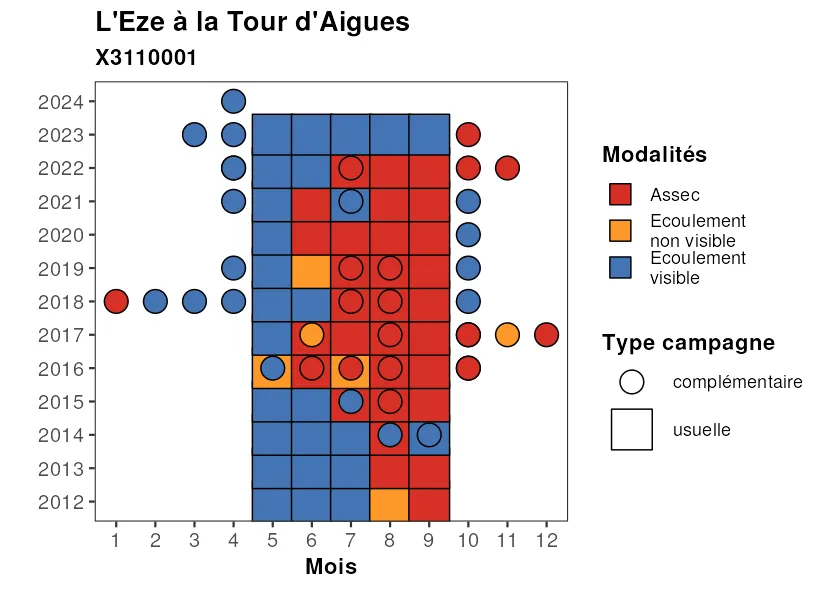 L'Eze à la Tour d'Aigues
X3110001
2024
2023
2022
2021
2020
2019
2018
2017
2016
2015
2014
2013
2012
1 2 3 4 5 6 7 8 9 10 11 12
Mois
Modalités
Assec
Ecoulement
non visible
Ecoulement
visible
Type campagne
complémentaire
usuelle